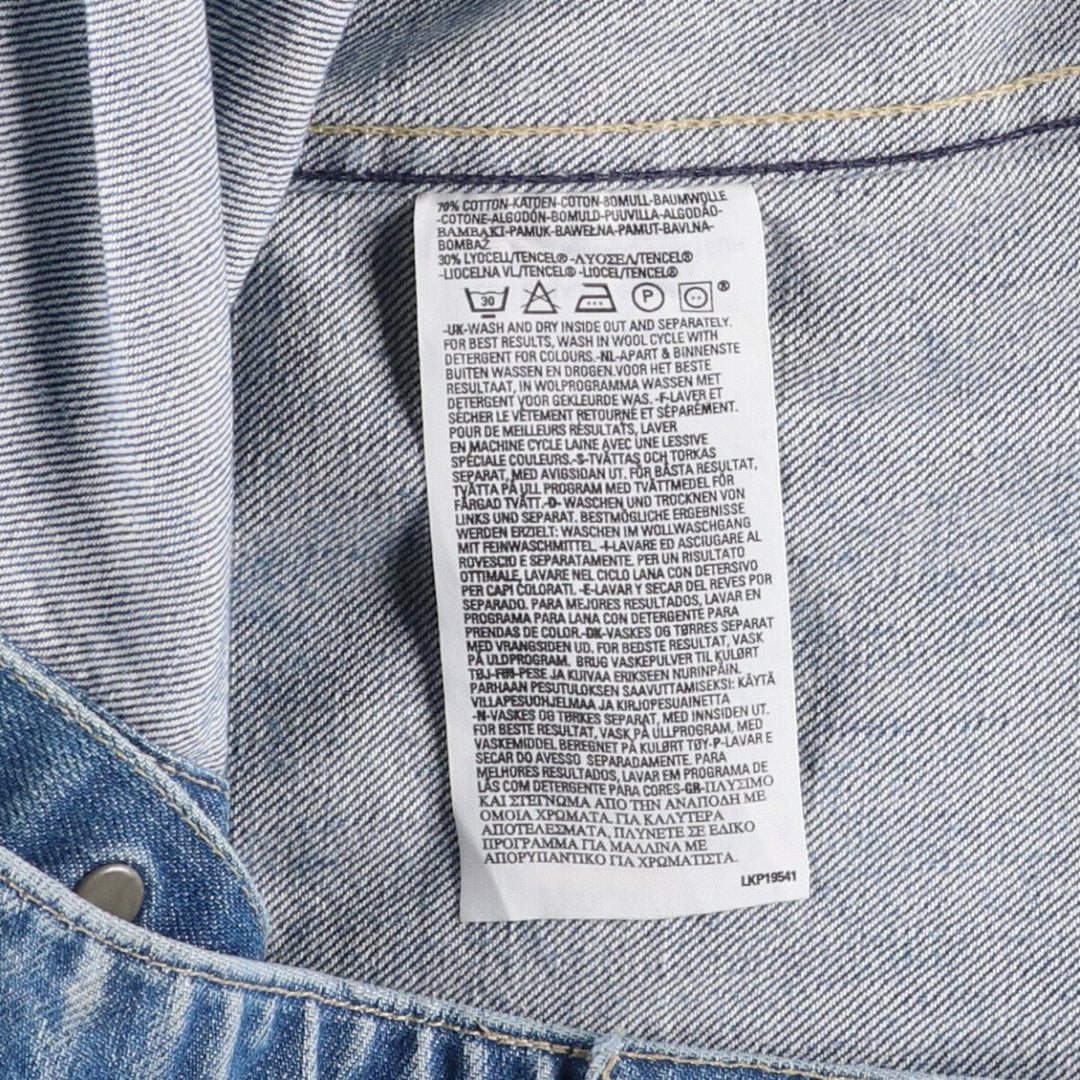 70% COTTON-KATOEN-COTON-BOMULL-BAUMWOLLE
-COTONE-ALGODÓN-BOMULD-PUUVILLA-ALGODÃO-
ΒΑΜΒΑΚΙ-PAMUK-BAWEŁNA-PAMUT-BAVLNA-
BOMBAŽ
30% LYOCELL/TENCEL® -ΛΥΟΣΕΛ/TENCEL®
-LIOCELNA VL/TENCEL® -LIOCEL/TENCEL®
30 P ®
-UK-WASH AND DRY INSIDE OUT AND SEPARATELY.
FOR BEST RESULTS, WASH IN WOOL CYCLE WITH
DETERGENT FOR COLOURS.-NL-APART & BINNENSTE
BUITEN WASSEN EN DROGEN.VOOR HET BESTE
RESULTAAT, IN WOLPROGRAMMA WASSEN MET
DETERGENT VOOR GEKLEURDE WAS. -F-LAVER ET
SÉCHER LE VÊTEMENT RETOURNÉ ET SÉPARÉMENT.
POUR DE MEILLEURS RÉSULTATS, LAVER
EN MACHINE CYCLE LAINE AVEC UNE LESSIVE
SPÉCIALE COULEURS.-S-TVÄTTAS OCH TORKAS
SEPARAT, MED AVIGSIDAN UT. FÖR BÄSTA RESULTAT,
TVÄTTA PÅ ULL PROGRAM MED TVÄTTMEDEL FÖR
FÄRGAD TVÄTT.-D- WASCHEN UND TROCKNEN VON
LINKS UND SEPARAT. BESTMÖGLICHE ERGEBNISSE
WERDEN ERZIELT: WASCHEN IM WOLLWASCHGANG
MIT FEINWASCHMITTEL. -I-LAVARE ED ASCIUGARE AL
ROVESCIO E SEPARATAMENTE. PER UN RISULTATO
OTTIMALE, LAVARE NEL CICLO LANA CON DETERSIVO
PER CAPI COLORATI. -E-LAVAR Y SECAR DEL REVES POR
SEPARADO. PARA MEJORES RESULTADOS, LAVAR EN
PROGRAMA PARA LANA CON DETERGENTE PARA
PRENDAS DE COLOR.-DK-VASKES OG TØRRES SEPARAT
MED VRANGSIDEN UD. FOR BEDSTE RESULTAT, VASK
PÅ ULDPROGRAM. BRUG VASKEPULVER TIL KULØRT
TØJ-FIN-PESE JA KUIVAA ERIKSEEN NURINPÄIN.
PARHAAN PESUTULOKSEN SAAVUTTAMISEKSI: KÄYTÄ
VILLAPESUOHJELMAA JA KIRJOPESUAINETTA
-N-VASKES OG TØRKES SEPARAT, MED INNSIDEN UT.
FOR BESTE RESULTAT, VASK PÅ ULLPROGRAM, MED
VASKEMIDDEL BEREGNET PÅ KULØRT TØY-P-LAVAR E
SECAR DO AVESSO SEPARADAMENTE. PARA
MELHORES RESULTADOS, LAVAR EM PROGRAMA DE
LÃS COM DETERGENTE PARA CORES-GR-ΠΛΥΣΙΜΟ
ΚΑΙ ΣΤΕΓΝΩΜΑ ΑΠΟ ΤΗΝ ΑΝΑΠΟΔΗ ΜΕ
ΟΜΟΙΑ ΧΡΩΜΑΤΑ. ΓΙΑ ΚΑΛΥΤΕΡΑ
ΑΠΟΤΕΛΕΣΜΑΤΑ, ΠΛΥΝΕΤΕ ΣΕ ΕΙΔΙΚΟ
ΠΡΟΓΡΑΜΜΑ ΓΙΑ ΜΑΛΛΙΝΑ ΜΕ
ΑΠΟΡΥΠΑΝΤΙΚΟ ΓΙΑ ΧΡΩΜΑΤΙΣΤΑ.
LKP19541